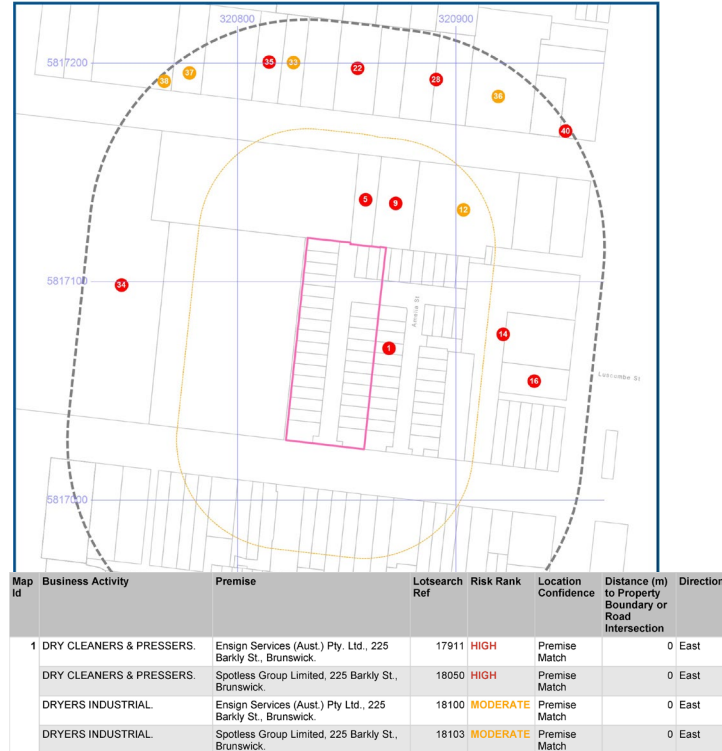 320800 320900
5817200
38
37
35
33
22
28
36
40
5
9
12
5817100
34
Amelia St
14
1
16
Luscombe St
5817000
Map Id Business Activity Premise Lotsearch Ref Risk Rank Location Confidence Distance (m) to Property Boundary or Road Intersection Direction
1 DRY CLEANERS & PRESSERS. Ensign Services (Aust.) Pty. Ltd., 225 Barkly St., Brunswick. 17911 HIGH Premise Match 0 East
DRY CLEANERS & PRESSERS. Spotless Group Limited, 225 Barkly St., Brunswick. 18050 HIGH Premise Match 0 East
DRYERS INDUSTRIAL. Ensign Services (Aust.) Pty Ltd., 225 Barkly St., Brunswick. 18100 MODERATE Premise Match 0 East
DRYERS INDUSTRIAL. Spotless Group Limited, 225 Barkly St., Brunswick. 18103 MODERATE Premise Match 0 East